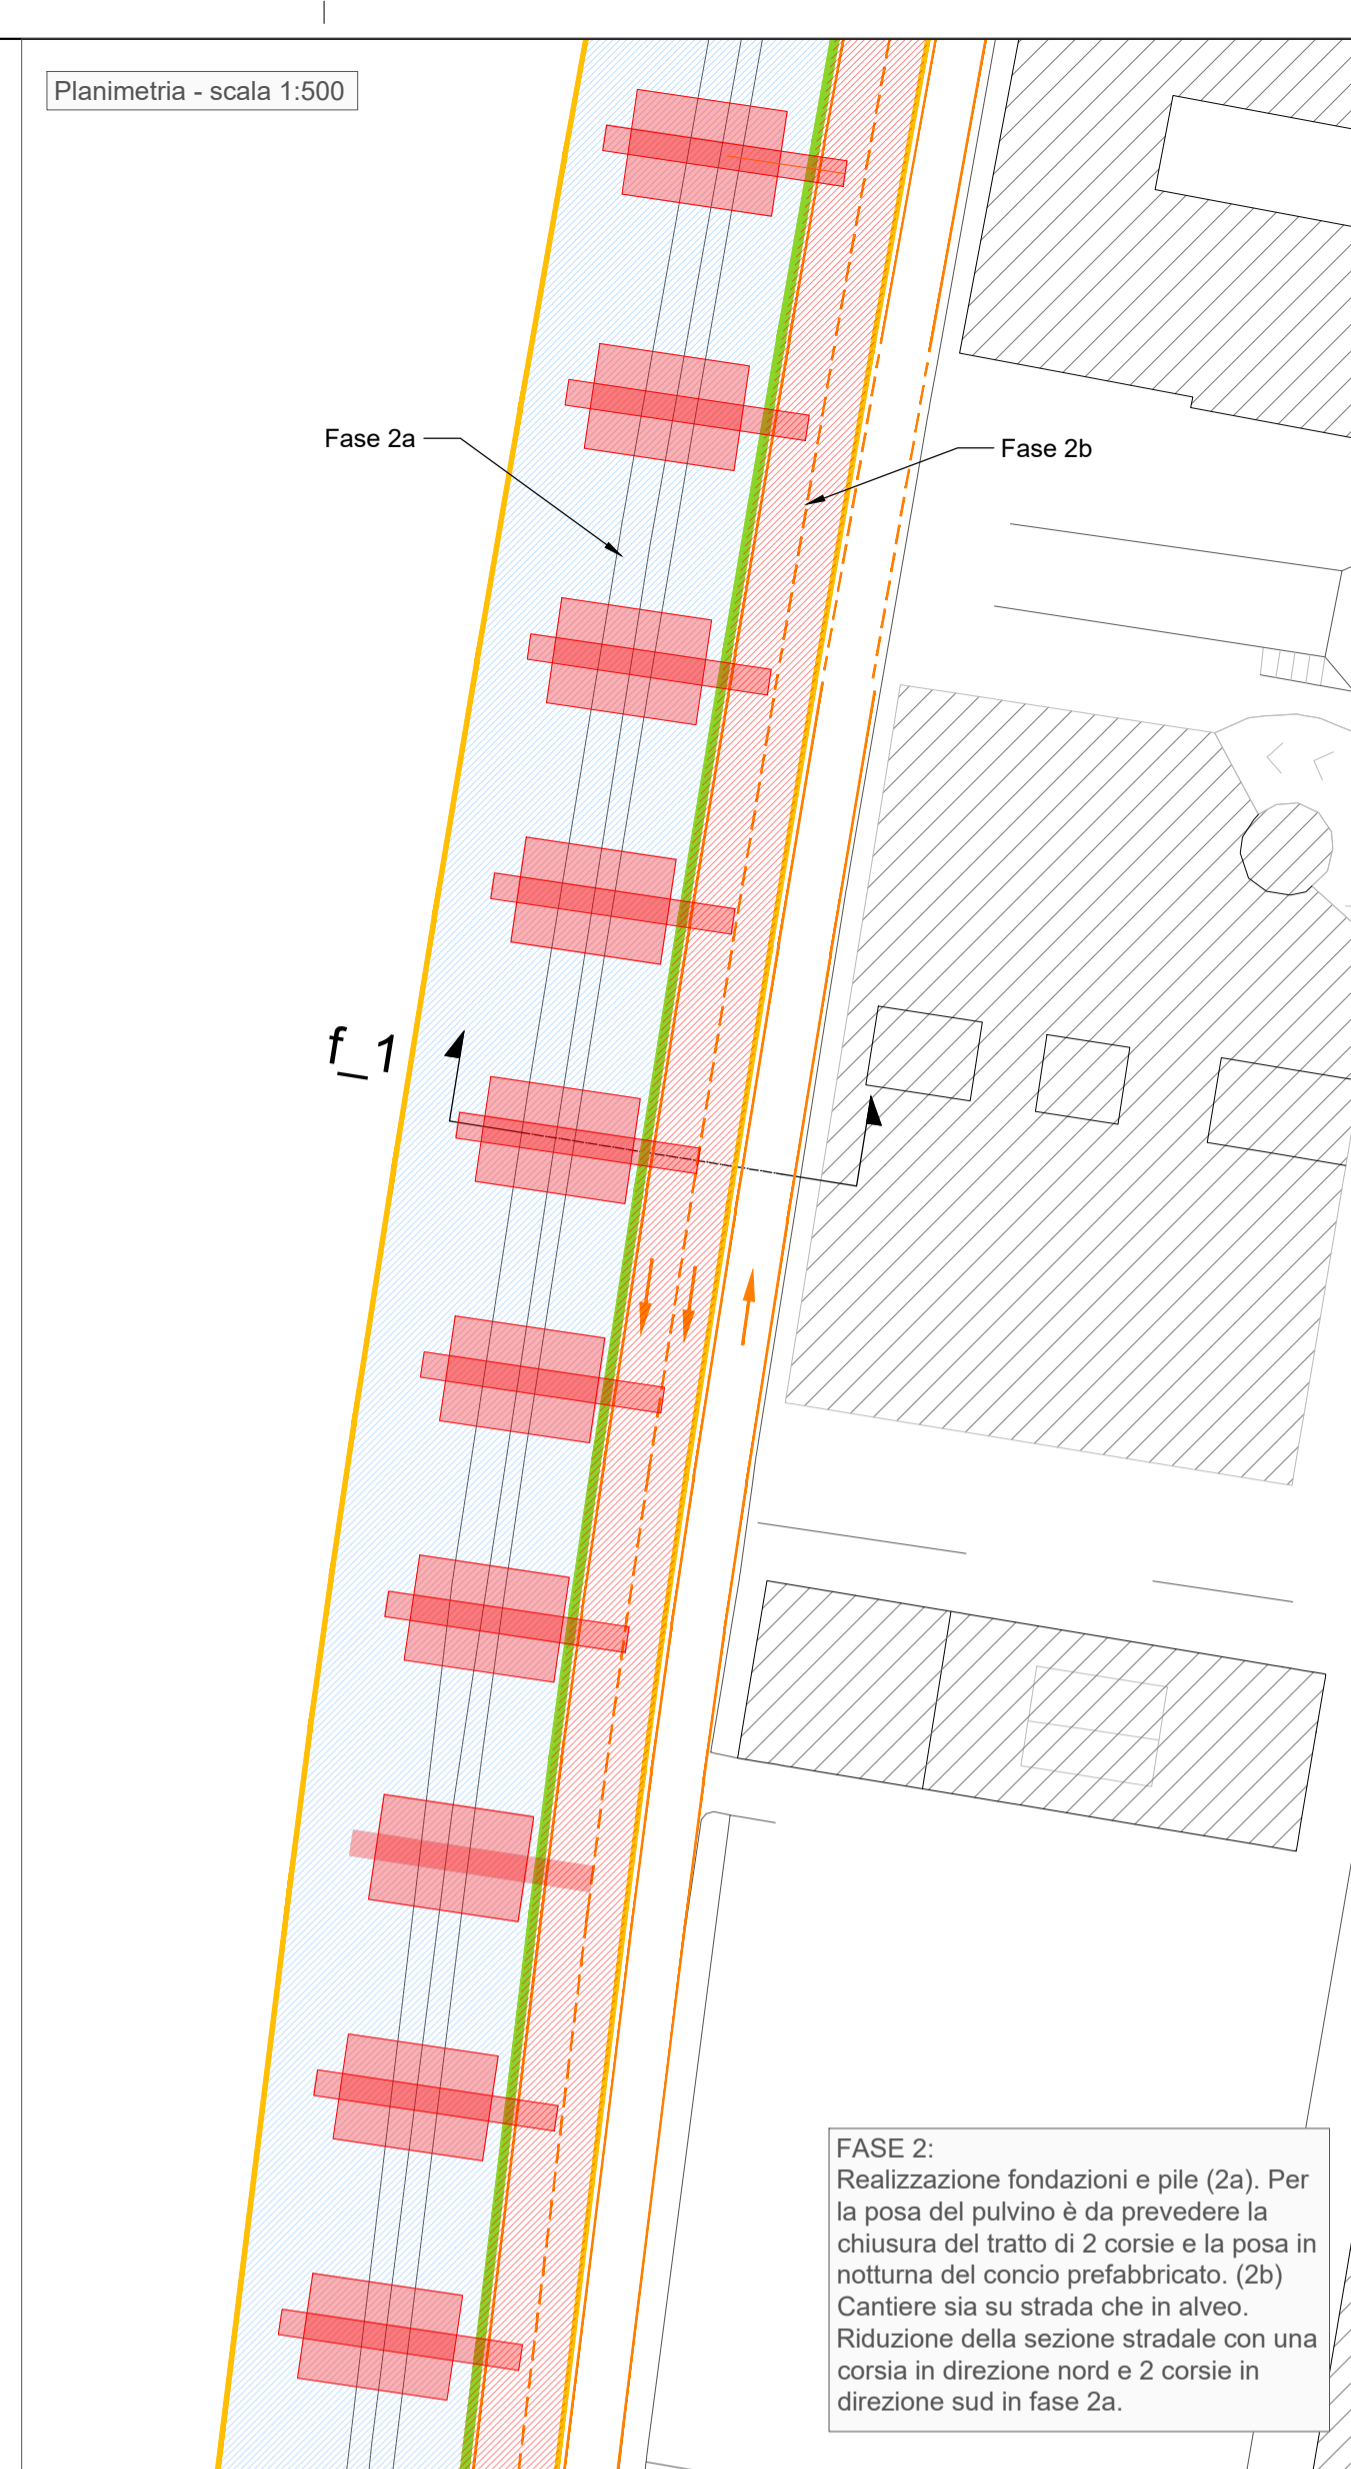 Planimetria - scala 1:500
Fase 2a
Fase 2b
f_1
FASE 2:
Realizzazione fondazioni e pile (2a). Per
la posa del pulvino è da prevedere la
chiusura del tratto di 2 corsie e la posa in
notturna del concio prefabbricato. (2b)
Cantiere sia su strada che in alveo.
Riduzione della sezione stradale con una
corsia in direzione nord e 2 corsie in
direzione sud in fase 2a.